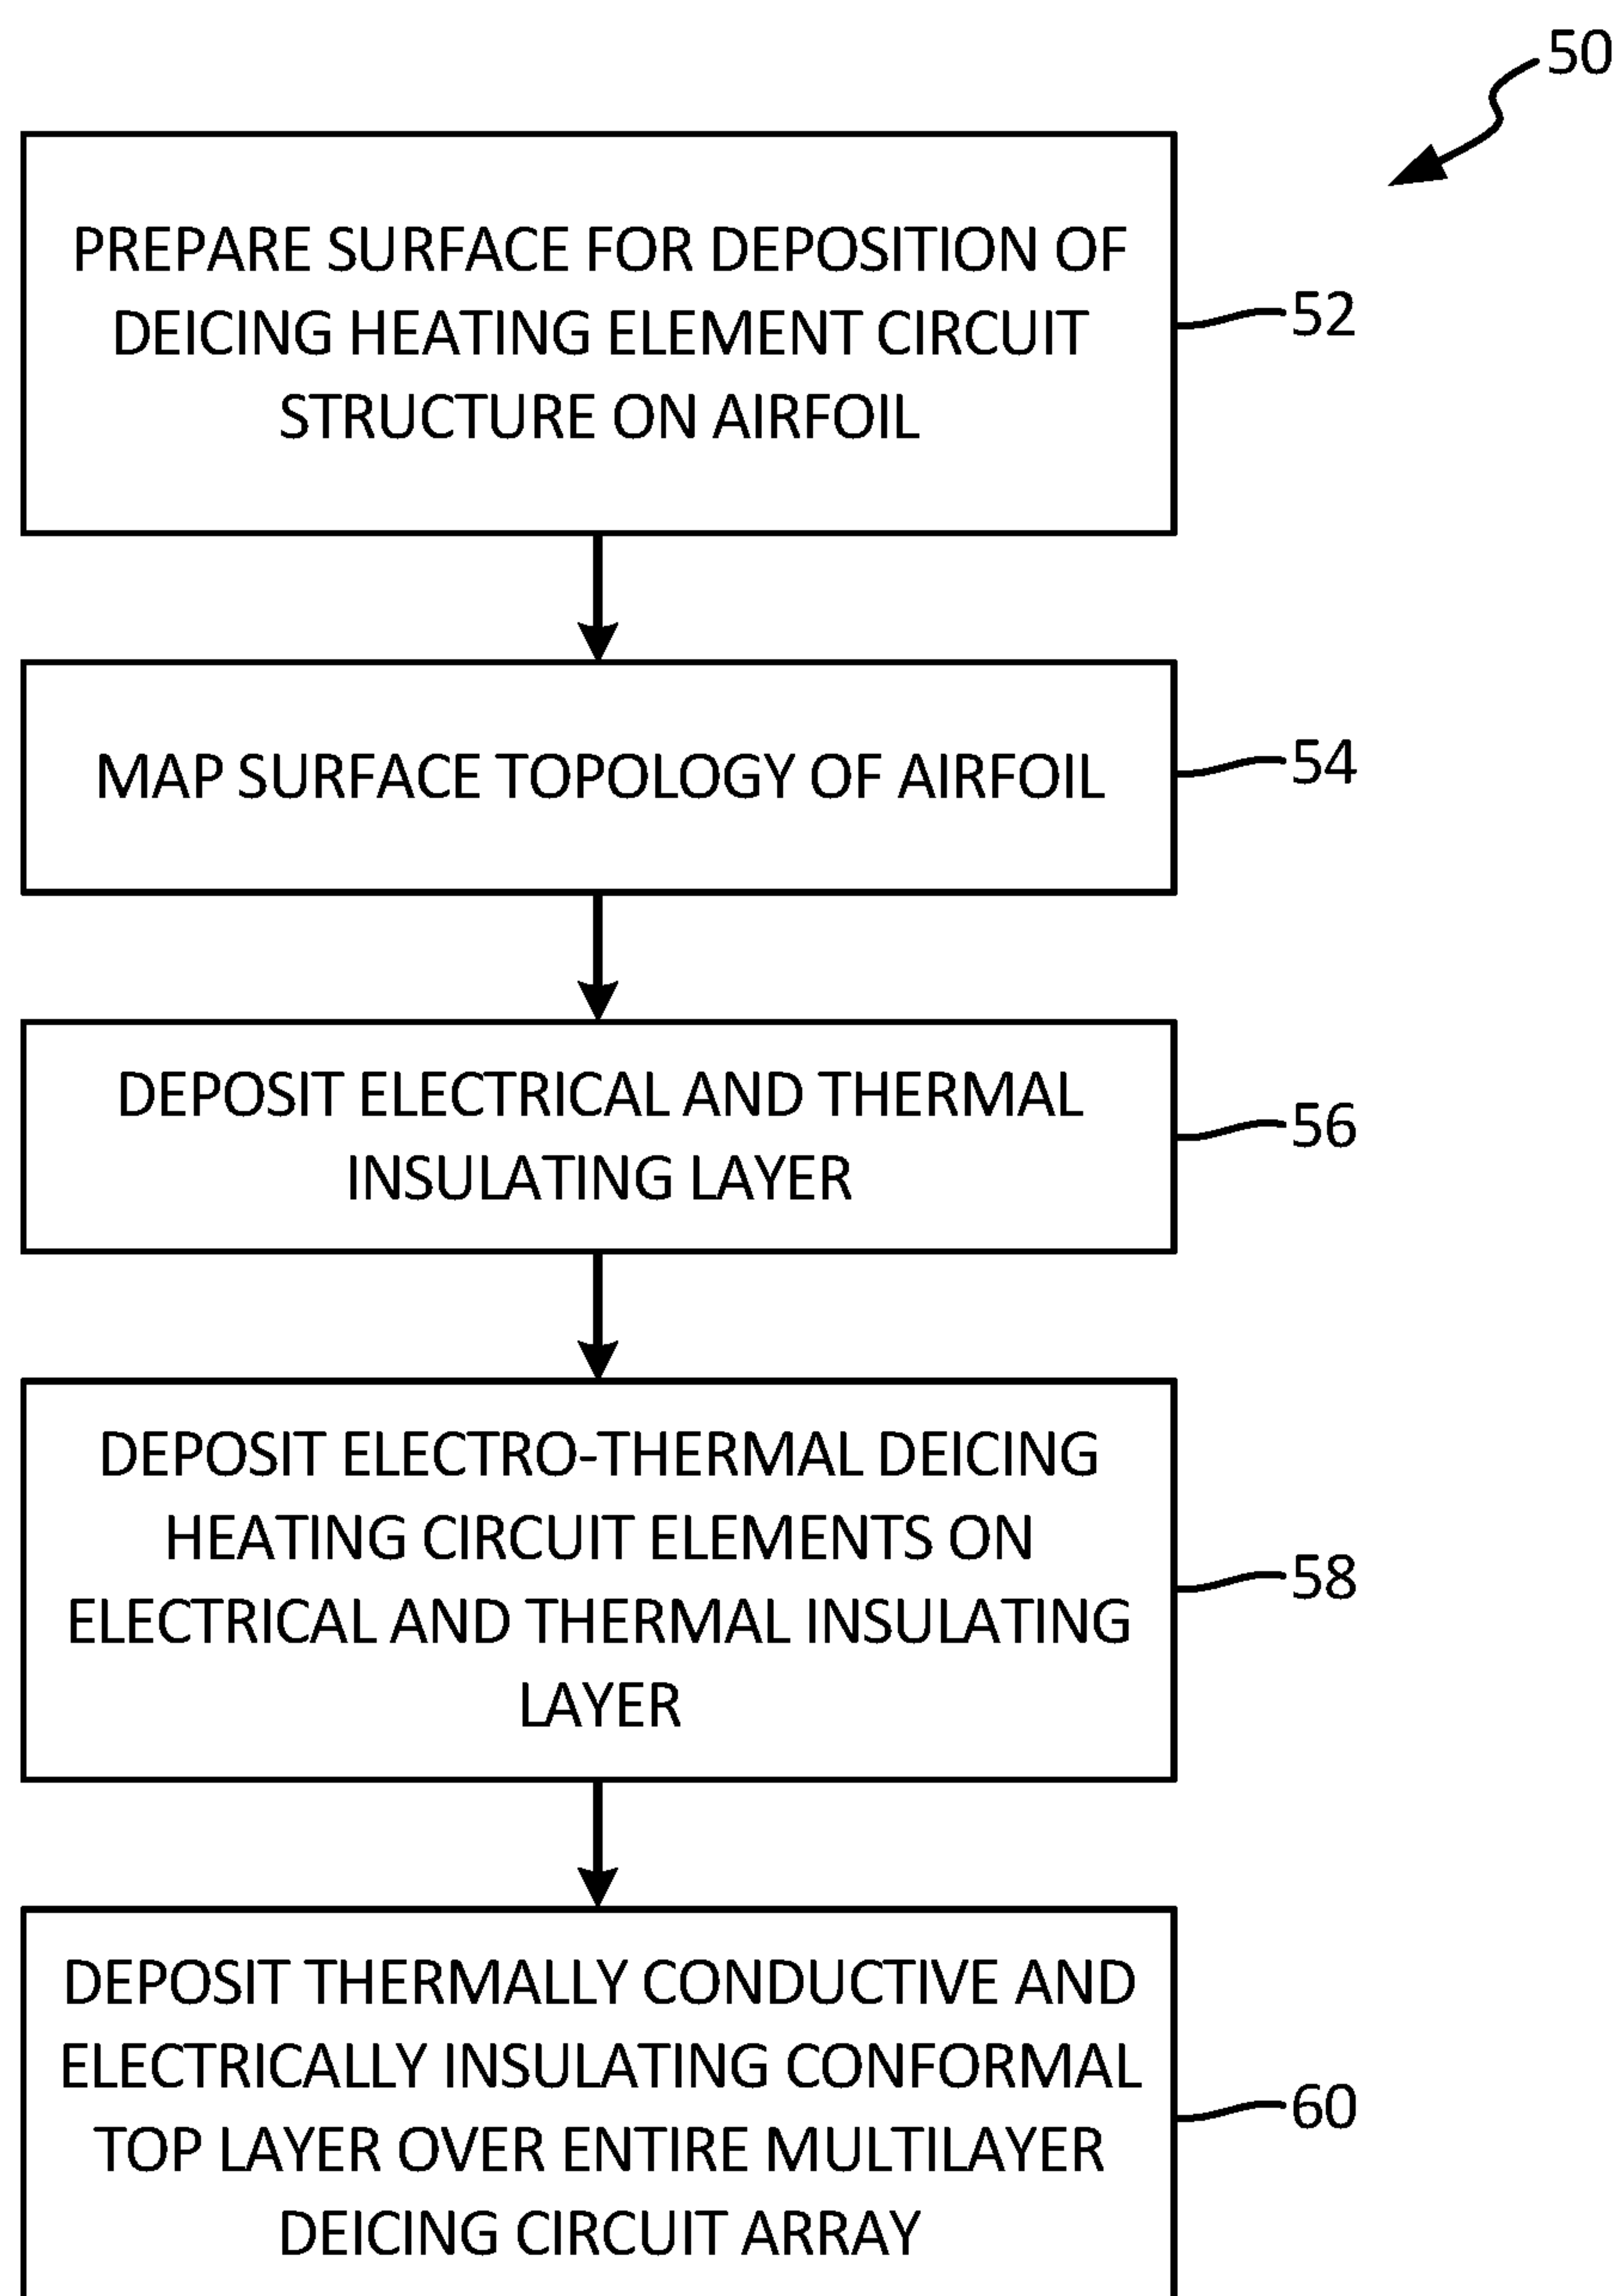 50
PREPARE SURFACE FOR DEPOSITION OF
DEICING HEATING ELEMENT CIRCUIT
STRUCTURE ON AIRFOIL
52
MAP SURFACE TOPOLOGY OF AIRFOIL
54
DEPOSIT ELECTRICAL AND THERMAL
INSULATING LAYER
56
DEPOSIT ELECTRO-THERMAL DEICING
HEATING CIRCUIT ELEMENTS ON
ELECTRICAL AND THERMAL INSULATING
LAYER
58
DEPOSIT THERMALLY CONDUCTIVE AND
ELECTRICALLY INSULATING CONFORMAL
TOP LAYER OVER ENTIRE MULTILAYER
DEICING CIRCUIT ARRAY
60